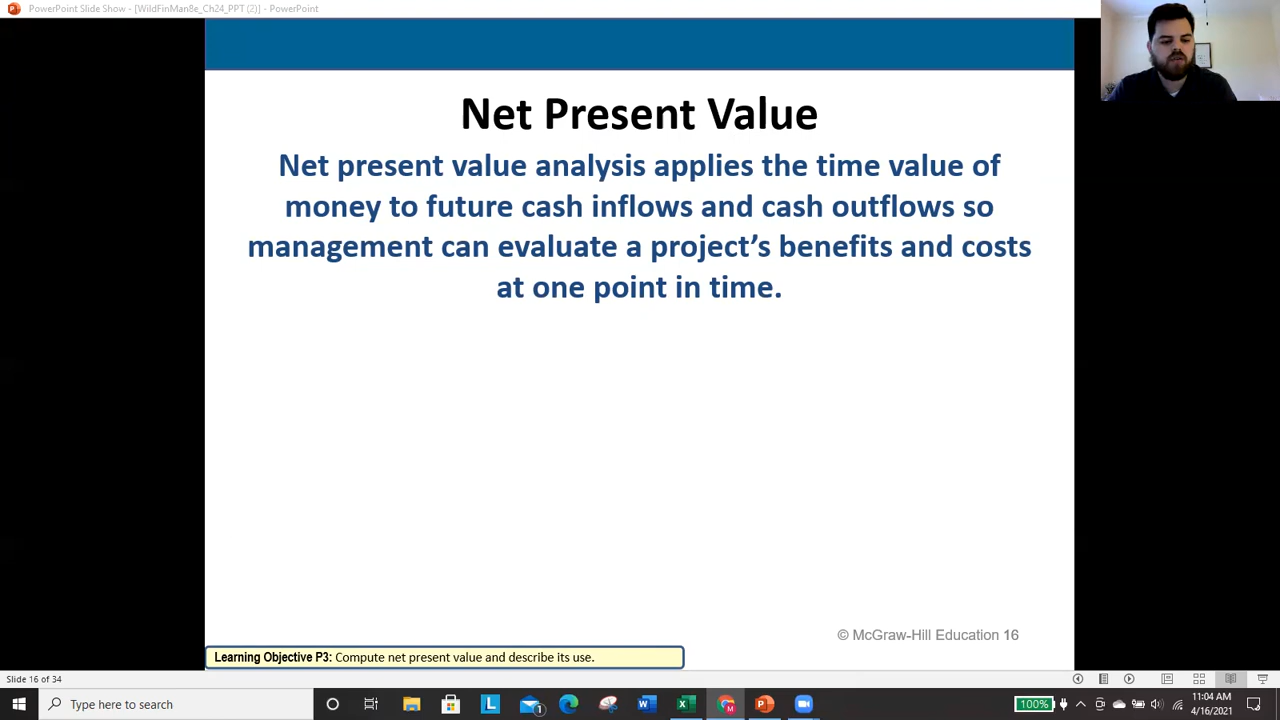 PowerPoint Slide Show - [WildFinMan8e_Ch24_PPT (2)] - PowerPoint
Net Present Value
Net present value analysis applies the time value of
money to future cash inflows and cash outflows so
management can evaluate a project’s benefits and costs
at one point in time.
© McGraw-Hill Education 16
Learning Objective P3: Compute net present value and describe its use.
Slide 16 of 34
Type here to search
100%
11:04 AM
4/16/2021